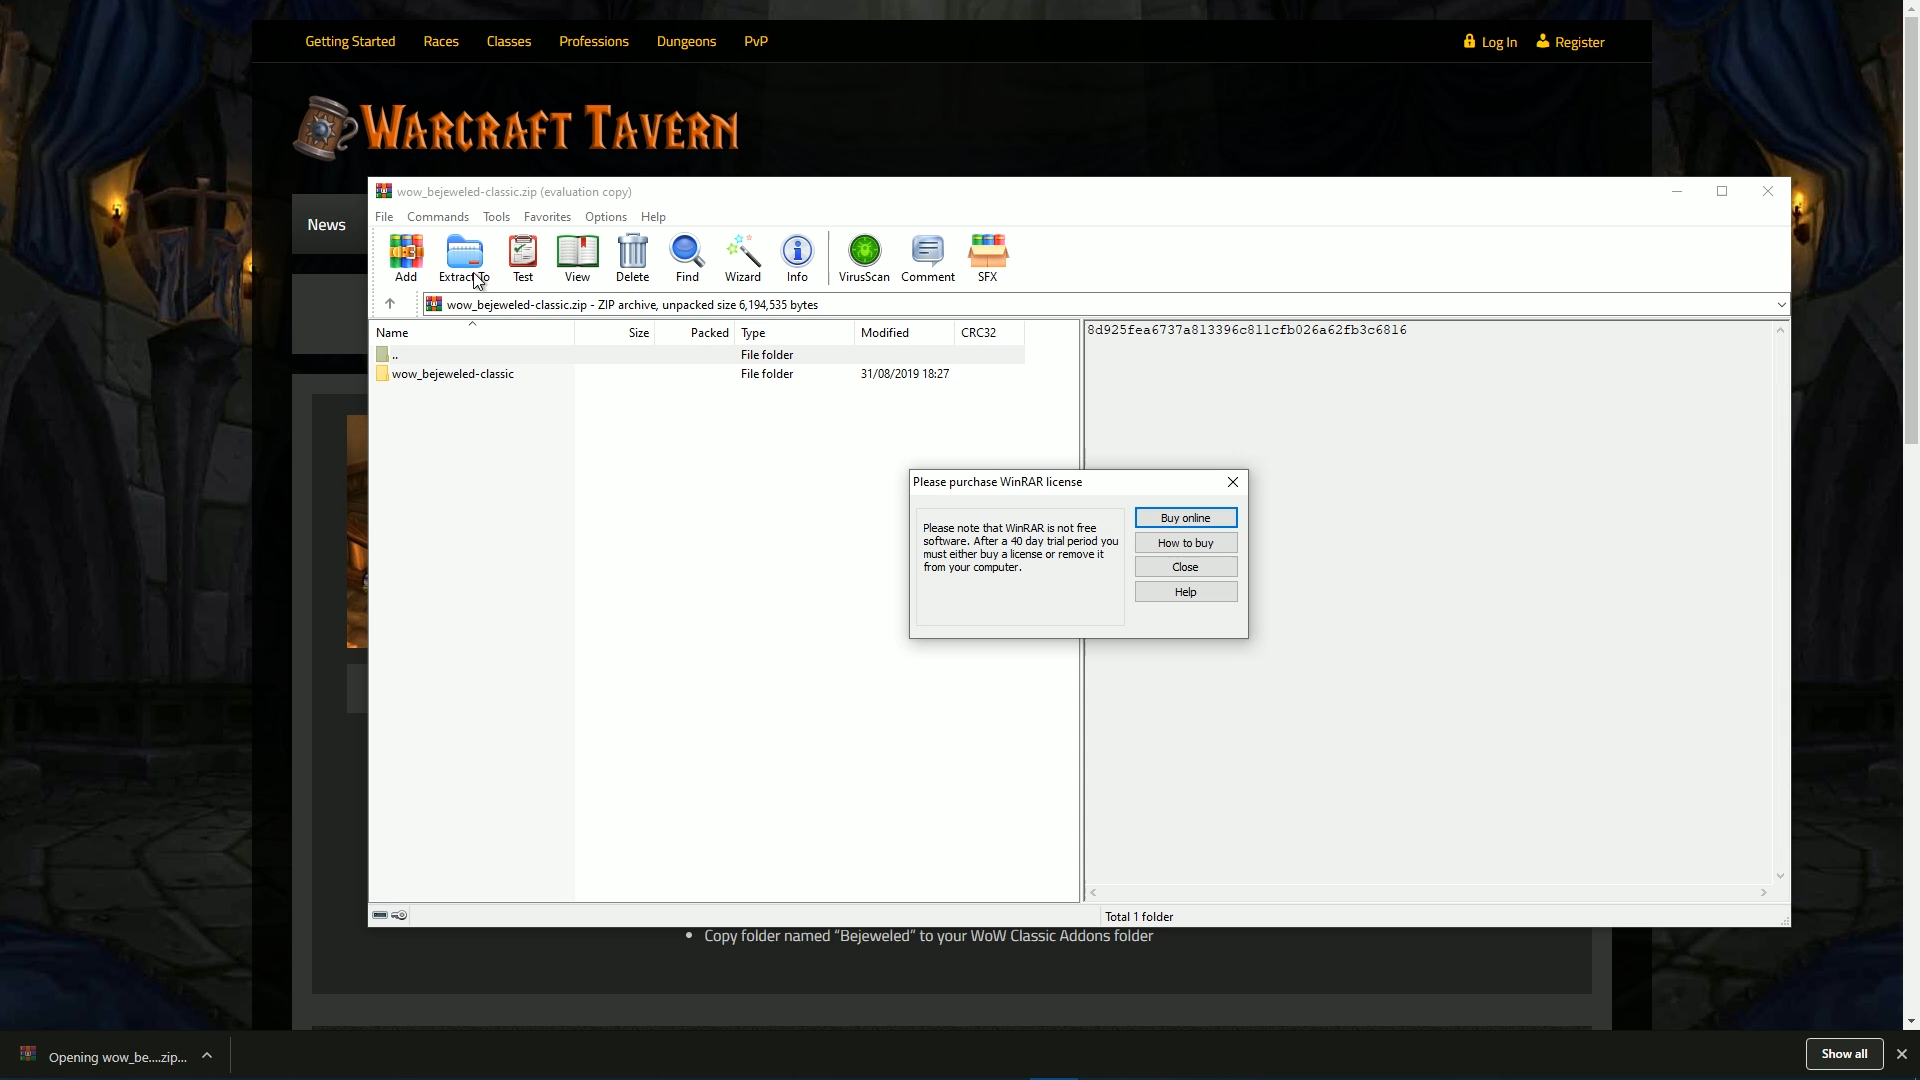 Getting Started Races Classes Professions Dungeons PvP Log In Register
WARCRAFT TAVERN
News
wow_bejeweled-classic.zip (evaluation copy)
File Commands Tools Favorites Options Help
Add Extract To Test View Delete Find Wizard Info VirusScan Comment SFX
wow_bejeweled-classic.zip - ZIP archive, unpacked size 6,194,535 bytes
Name Size Packed Type Modified CRC32
.. File folder
wow_bejeweled-classic File folder 31/08/2019 18:27
8d925fea6737a813396c811cfb026a62fb3c6816
Please purchase WinRAR license
Please note that WinRAR is not free
software. After a 40 day trial period you
must either buy a license or remove it
from your computer.
Buy online
How to buy
Close
Help
Total 1 folder
• Copy folder named “Bejeweled” to your WoW Classic Addons folder
Opening wow_be....zip...
Show all